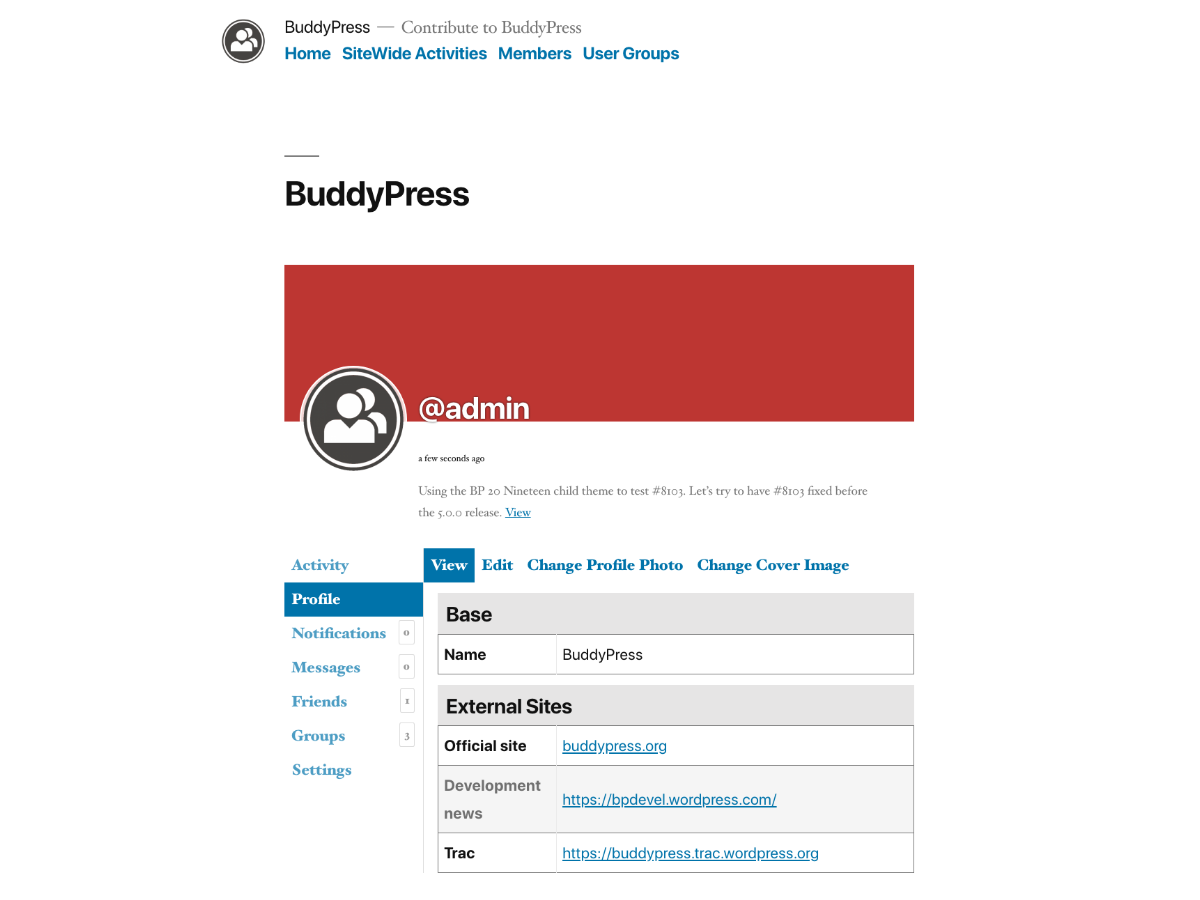 BuddyPress — Contribute to BuddyPress
Home SiteWide Activities Members User Groups
BuddyPress
@admin
a few seconds ago
Using the BP 20 Nineteen child theme to test #8103. Let's try to have #8103 fixed before
the 5.0.0 release. View
Activity
Profile
Notifications 0
Messages 0
Friends 1
Groups 3
Settings
View Edit Change Profile Photo Change Cover Image
Base
Name BuddyPress
External Sites
Official site buddypress.org
Development
news https://bpdevel.wordpress.com/
Trac https://buddypress.trac.wordpress.org